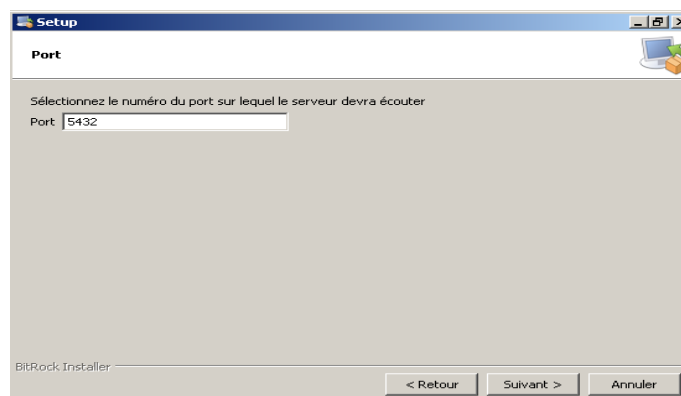 Setup
Port
Sélectionnez le numéro du port sur lequel le serveur devra écouter
Port 5432
BitRock Installer
< Retour Suivant > Annuler